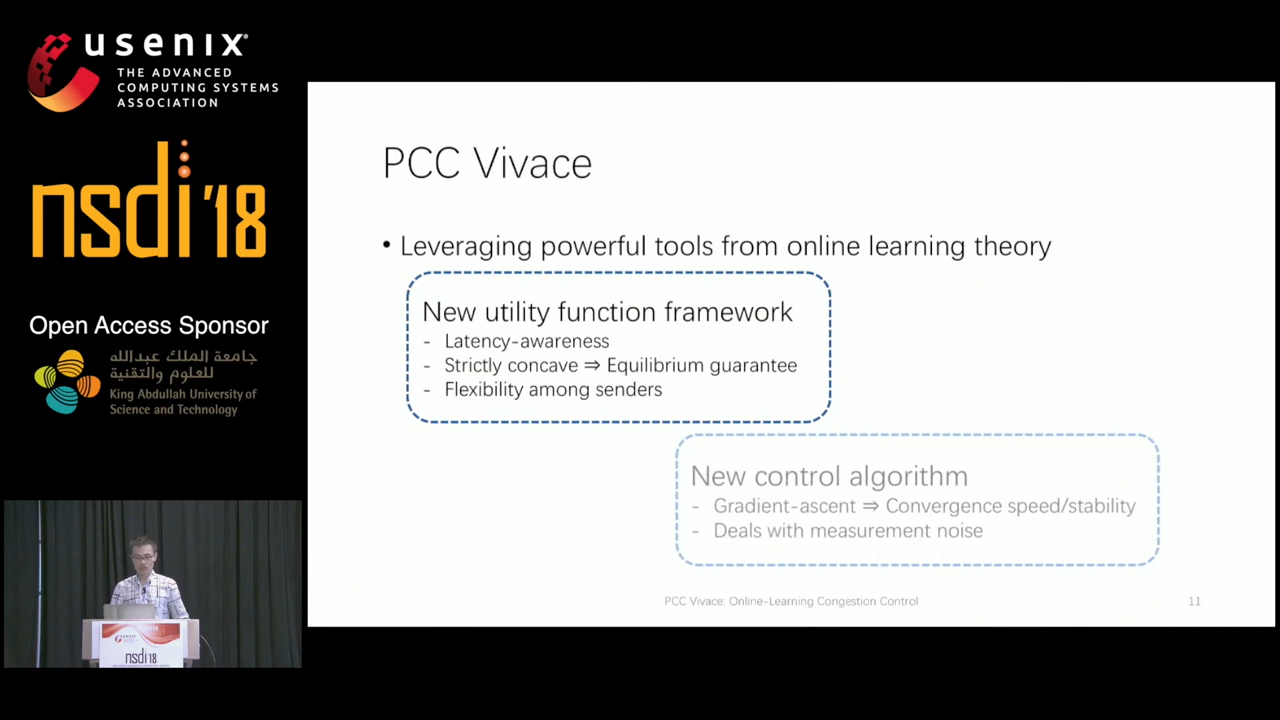 usenix
THE ADVANCED
COMPUTING SYSTEMS
ASSOCIATION
nsdi '18
Open Access Sponsor
جامعة الملك عبدالله
للعلوم والتقنية
King Abdullah University of
Science and Technology
PCC Vivace
• Leveraging powerful tools from online learning theory
New utility function framework
- Latency-awareness
- Strictly concave ⇒ Equilibrium guarantee
- Flexibility among senders
New control algorithm
- Gradient-ascent ⇒ Convergence speed/stability
- Deals with measurement noise
PCC Vivace: Online-Learning Congestion Control
11
usenix
nsdi'18